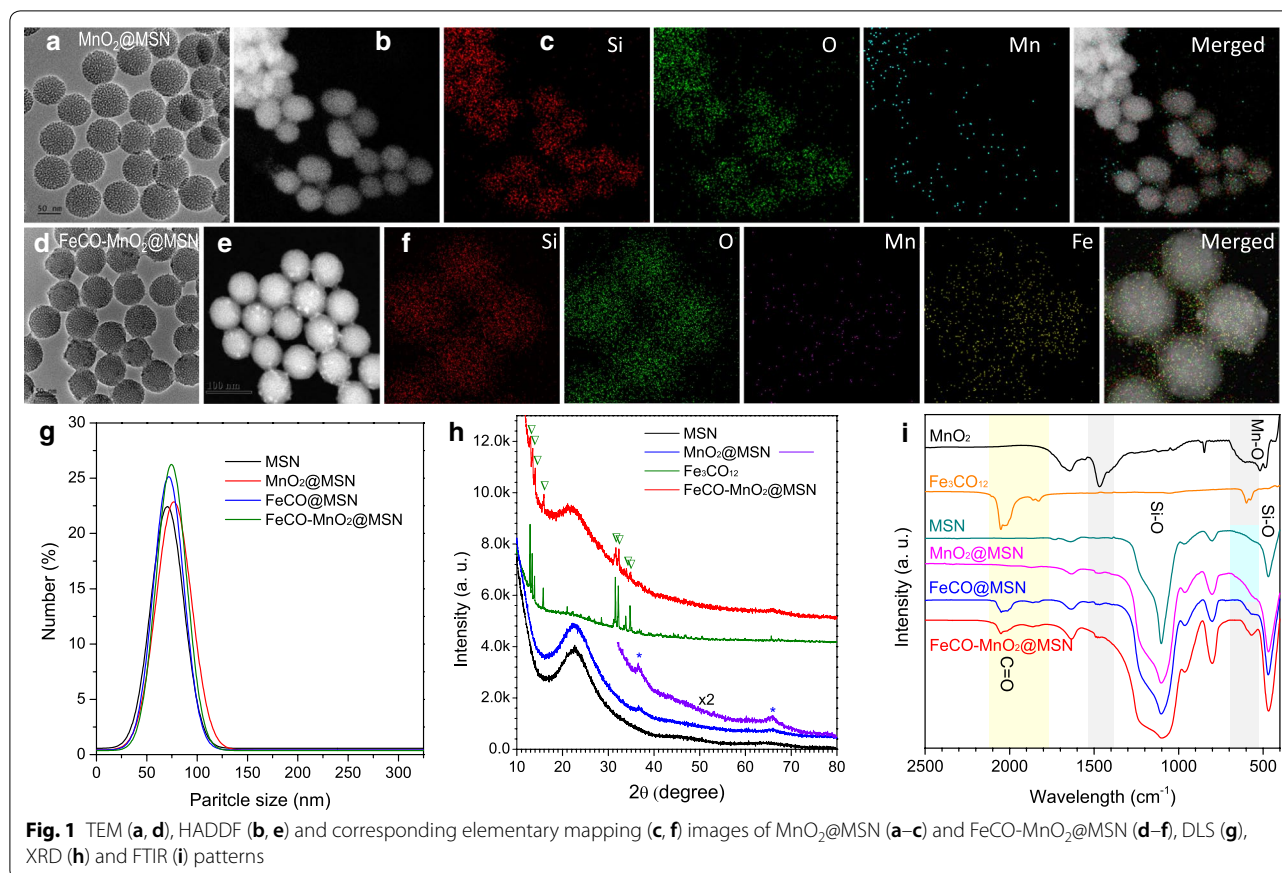 a MnO₂@MSN b c Si O Mn Merged
50 nm
d FeCO-MnO₂@MSN e f Si O Mn Fe Merged
50 nm
100 nm
g
30
25
20
15
10
5
0
Number (%)
MSN
MnO₂@MSN
FeCO@MSN
FeCO-MnO₂@MSN
0 50 100 150 200 250 300
Paritcle size (nm)
h
12.0k
10.0k
8.0k
6.0k
4.0k
2.0k
0.0
Intensity (a. u.)
MSN
MnO₂@MSN
Fe₃CO₁₂
FeCO-MnO₂@MSN
*
x2
*
10 20 30 40 50 60 70 80
2θ (degree)
i
Intensity (a. u.)
MnO₂
Mn-O
Fe₃CO₁₂
MSN
Si-O
Si-O
MnO₂@MSN
FeCO@MSN
FeCO-MnO₂@MSN
C=O
2500 2000 1500 1000 500
Wavelength (cm⁻¹)
Fig. 1 TEM (a, d), HADDF (b, e) and corresponding elementary mapping (c, f) images of MnO₂@MSN (a–c) and FeCO-MnO₂@MSN (d–f), DLS (g),
XRD (h) and FTIR (i) patterns